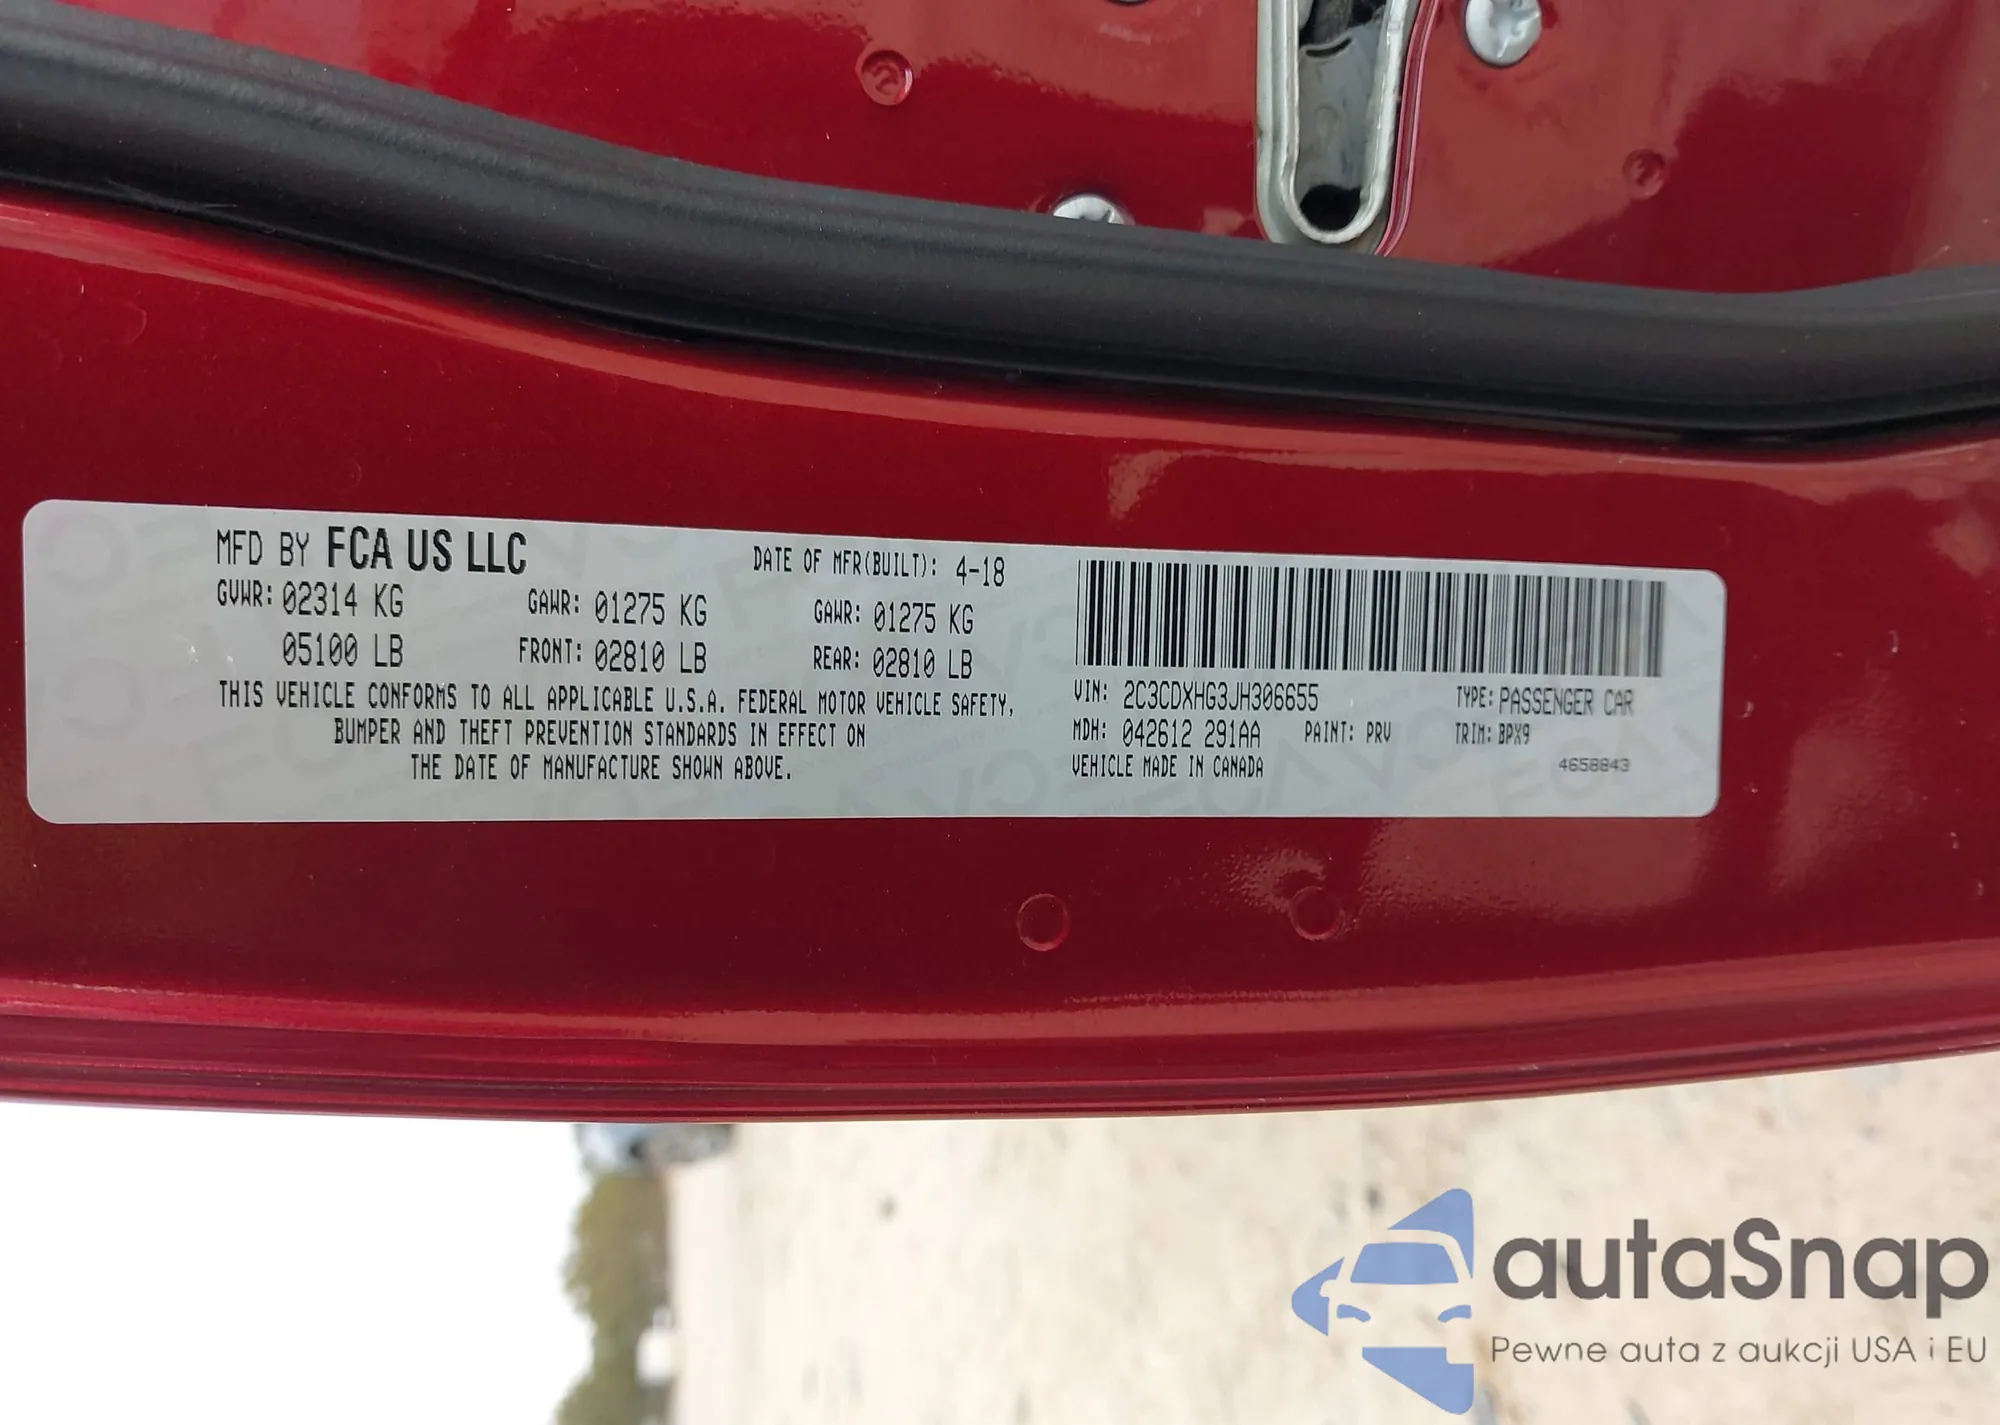 MFD BY FCA US LLC
DATE OF MFR(BUILT): 4-18
GVWR: 02314 KG GAWR: 01275 KG GAWR: 01275 KG
05100 LB FRONT: 02810 LB REAR: 02810 LB
THIS VEHICLE CONFORMS TO ALL APPLICABLE U.S.A. FEDERAL MOTOR VEHICLE SAFETY,
BUMPER AND THEFT PREVENTION STANDARDS IN EFFECT ON
THE DATE OF MANUFACTURE SHOWN ABOVE.
VIN: 2C3CDXHG3JH306655 TYPE: PASSENGER CAR
MDH: 042612 291AA PAINT: PRV TRIM: BPX9
VEHICLE MADE IN CANADA 4658843
autaSnap
Pewne auta z aukcji USA i EU